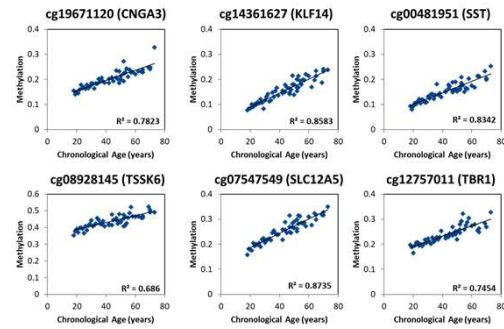 cg19671120 (CNGA3) cg14361627 (KLF14) cg00481951 (SST)
0.4 0.4 0.4
0.3 0.3 0.3
0.2 0.2 0.2
0.1 0.1 0.1
0 0 0
Methylation Methylation Methylation
R² = 0.7823 R² = 0.8583 R² = 0.8342
0 20 40 60 80 0 20 40 60 80 0 20 40 60 80
Chronological Age (years) Chronological Age (years) Chronological Age (years)
cg08928145 (TSSK6) cg07547549 (SLC12A5) cg12757011 (TBR1)
0.6 0.4 0.4
0.5
0.4 0.3 0.3
0.3 0.2 0.2
0.2
0.1 0.1 0.1
0 0 0
Methylation Methylation Methylation
R² = 0.686 R² = 0.8735 R² = 0.7454
0 20 40 60 80 0 20 40 60 80 0 20 40 60 80
Chronological Age (years) Chronological Age (years) Chronological Age (years)